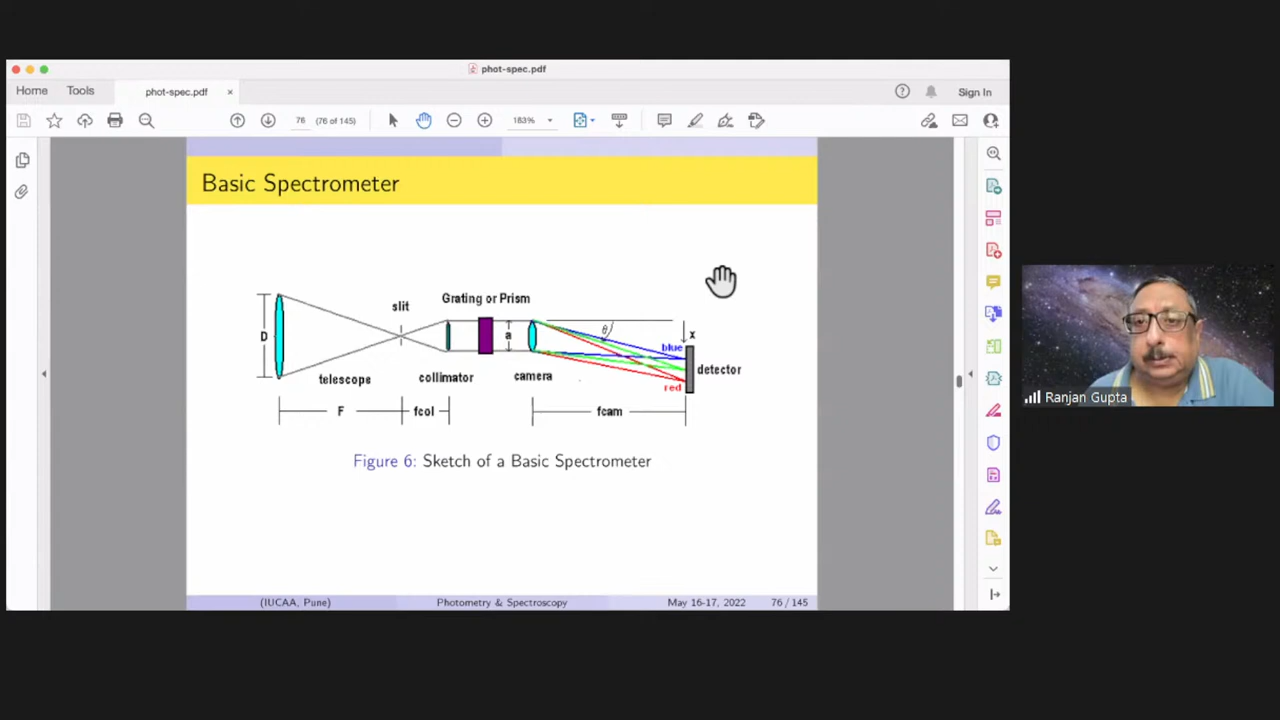 phot-spec.pdf
Home Tools phot-spec.pdf × Sign In
76 (76 of 145) 163%
Basic Spectrometer
Grating or Prism
slit
D
a
θ
x
blue
detector
red
telescope collimator camera
F fcol fcam
Figure 6: Sketch of a Basic Spectrometer
(IUCAA, Pune) Photometry & Spectroscopy May 16-17, 2022 76 / 145
Ranjan Gupta